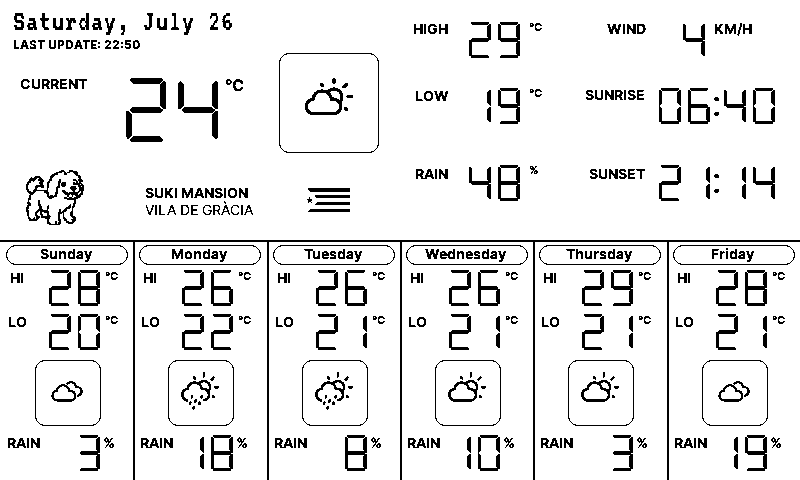 Saturday, July 26
LAST UPDATE: 22:50
CURRENT 24 °C
HIGH 29 °C
LOW 19 °C
RAIN 48 %
WIND 4 KM/H
SUNRISE 06:40
SUNSET 21:14
SUKI MANSION
VILA DE GRÀCIA
Sunday
HI 28 °C
LO 20 °C
RAIN 3 %
Monday
HI 26 °C
LO 22 °C
RAIN 18 %
Tuesday
HI 26 °C
LO 21 °C
RAIN 8 %
Wednesday
HI 26 °C
LO 21 °C
RAIN 10 %
Thursday
HI 29 °C
LO 21 °C
RAIN 3 %
Friday
HI 28 °C
LO 21 °C
RAIN 19 %